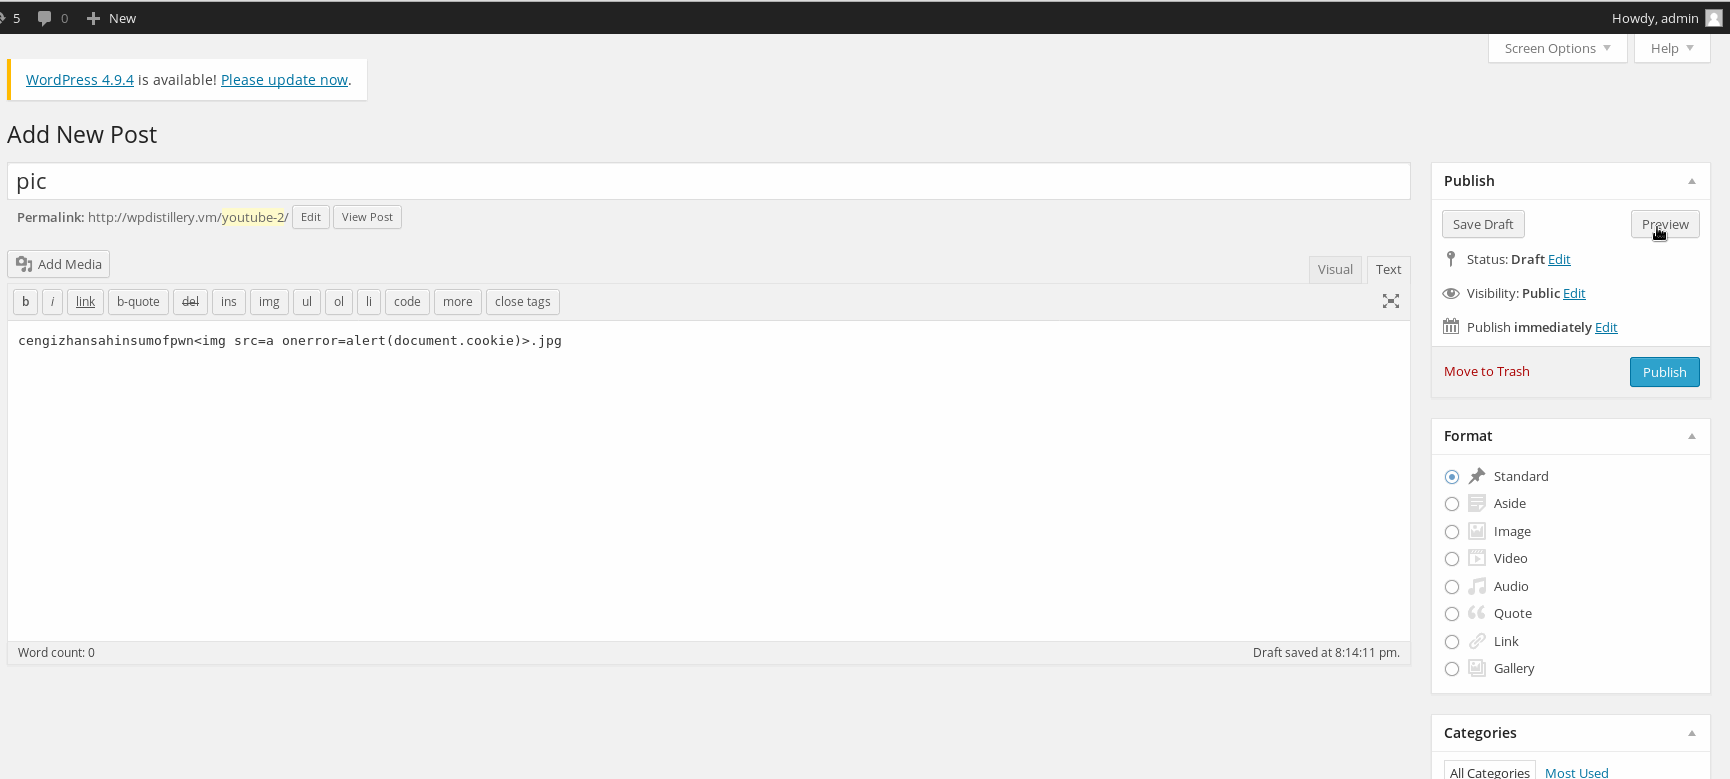 5 0 New Howdy, admin
Screen Options Help
WordPress 4.9.4 is available! Please update now.
Add New Post
pic
Permalink: http://wpdistillery.vm/youtube-2/ Edit View Post
Add Media
Visual Text
b i link b-quote del ins img ul ol li code more close tags
cengizhansahinsumofpwn<img src=a onerror=alert(document.cookie)>.jpg
Word count: 0 Draft saved at 8:14:11 pm.
Publish
Save Draft Preview
Status: Draft Edit
Visibility: Public Edit
Publish immediately Edit
Move to Trash Publish
Format
Standard
Aside
Image
Video
Audio
Quote
Link
Gallery
Categories
All Categories Most Used